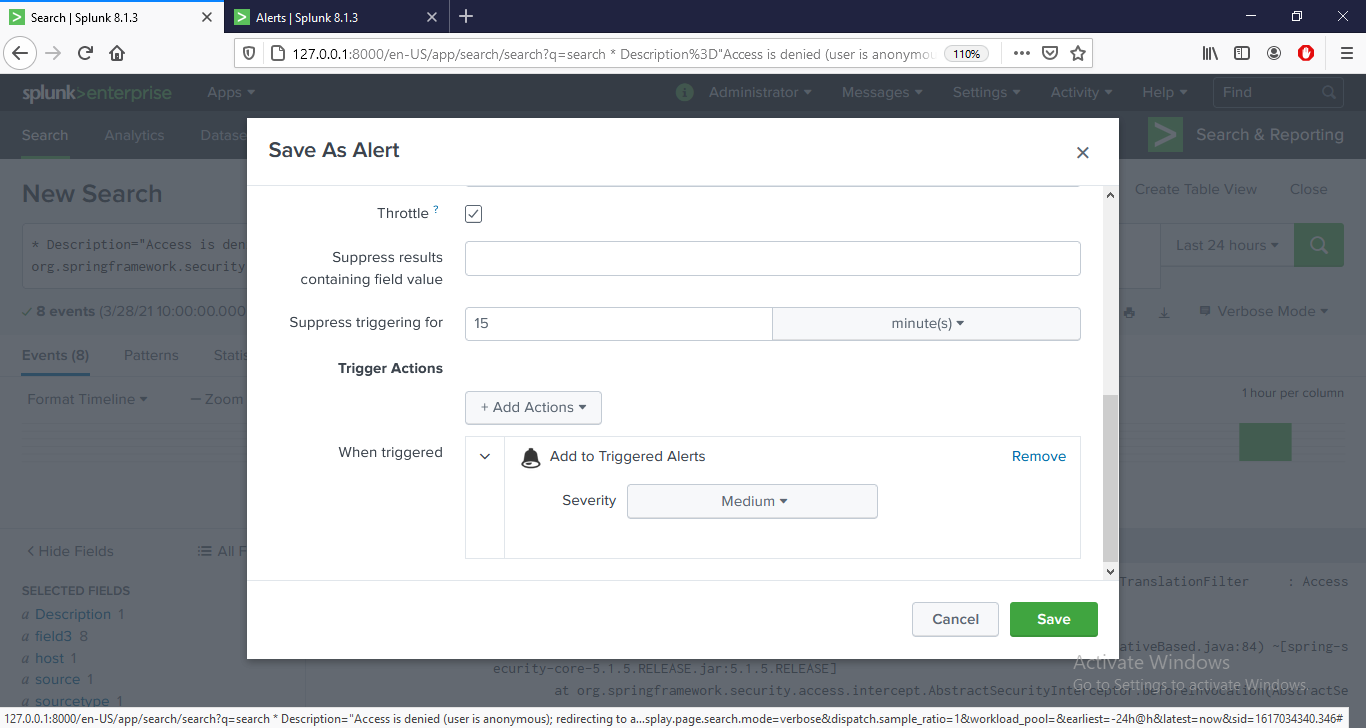 Search | Splunk 8.1.3
Alerts | Splunk 8.1.3
127.0.0.1:8000/en-US/app/search/search?q=search * Description%3D"Access is denied (user is anonymou
110%
splunk>enterprise
Apps
Administrator
Messages
Settings
Activity
Help
Find
Search
Analytics
Datase
Search & Reporting
Save As Alert
New Search
Create Table View
Close
* Description="Access is den
org.springframework.security
Last 24 hours
8 events (3/28/21 10:00:00.000
Verbose Mode
Events (8)
Patterns
Statis
Format Timeline
— Zoom
1 hour per column
Throttle ?
Suppress results
containing field value
Suppress triggering for
15
minute(s)
Trigger Actions
+ Add Actions
When triggered
Add to Triggered Alerts
Remove
Severity
Medium
Cancel
Save
< Hide Fields
All F
SELECTED FIELDS
a Description 1
a field3 8
a host 1
a source 1
a sourcetype 1
TranslationFilter : Access
ativeBased.java:84) ~[spring-s
ecurity-core-5.1.5.RELEASE.jar:5.1.5.RELEASE]
at org.springframework.security.access.intercept.AbstractSecurityInterceptor.beforeInvocation(AbstractSe
Activate Windows
Go to Settings to activate Windows.
127.0.0.1:8000/en-US/app/search/search?q=search * Description="Access is denied (user is anonymous); redirecting to a...splay.page.search.mode=verbose&dispatch.sample_ratio=1&workload_pool=&earliest=-24h@h&latest=now&sid=1617034340.346#